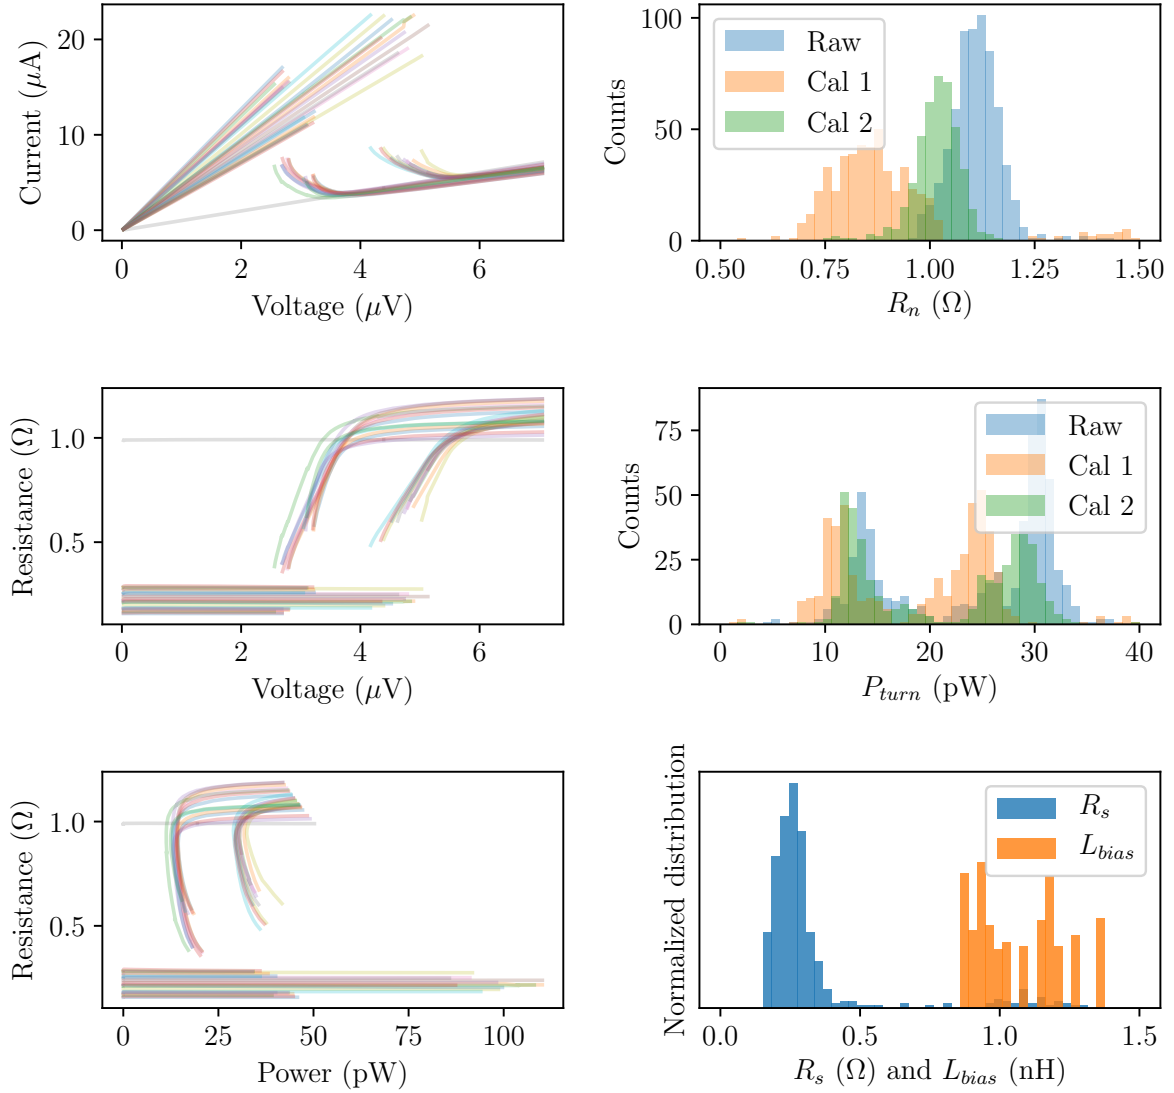 Current (μA)
20
10
0
0 2 4 6
Voltage (μV)
Counts
100
50
0
Raw
Cal 1
Cal 2
0.50 0.75 1.00 1.25 1.50
R_n (Ω)
Resistance (Ω)
1.0
0.5
0 2 4 6
Voltage (μV)
Counts
75
50
25
0
Raw
Cal 1
Cal 2
0 10 20 30 40
P_turn (pW)
Resistance (Ω)
1.0
0.5
0 25 50 75 100
Power (pW)
Normalized distribution
R_s
L_bias
0.0 0.5 1.0 1.5
R_s (Ω) and L_bias (nH)